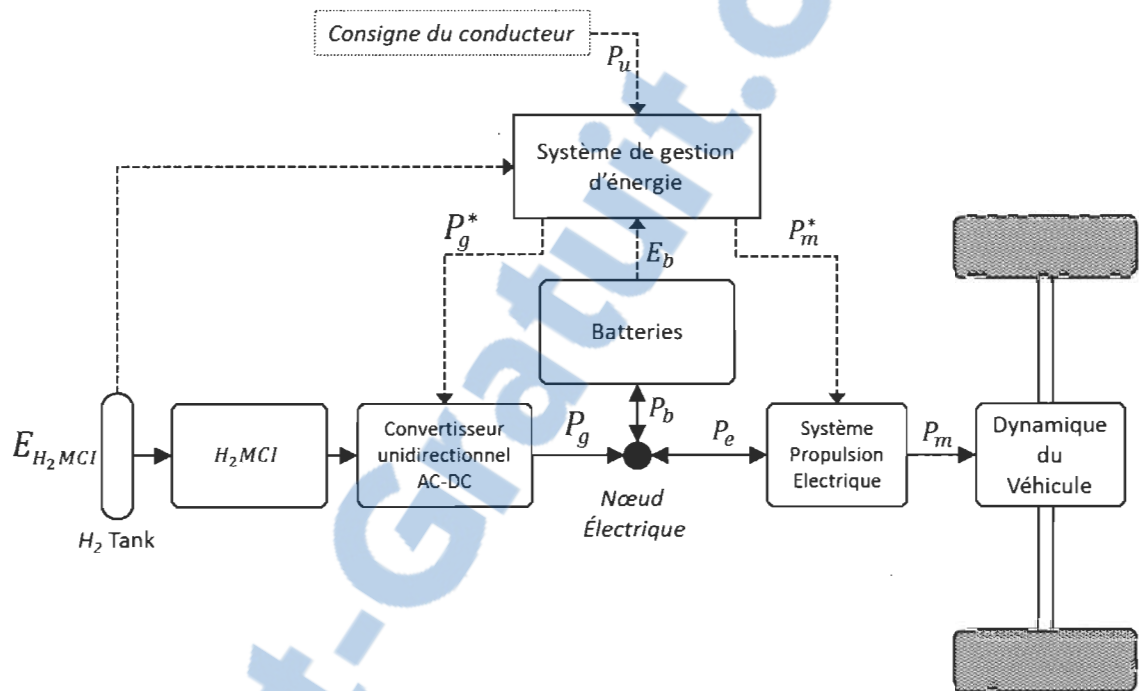 Consigne du conducteur
P_u
Système de gestion
d'énergie
P_g^*
E_b
P_m^*
Batteries
E_{H_2MCI}
H_2MCI
Convertisseur
unidirectionnel
AC-DC
P_g
P_b
P_e
Système
Propulsion
Electrique
P_m
Dynamique
du
Véhicule
H_2 Tank
Nœud
Électrique
t-Gratuit.c